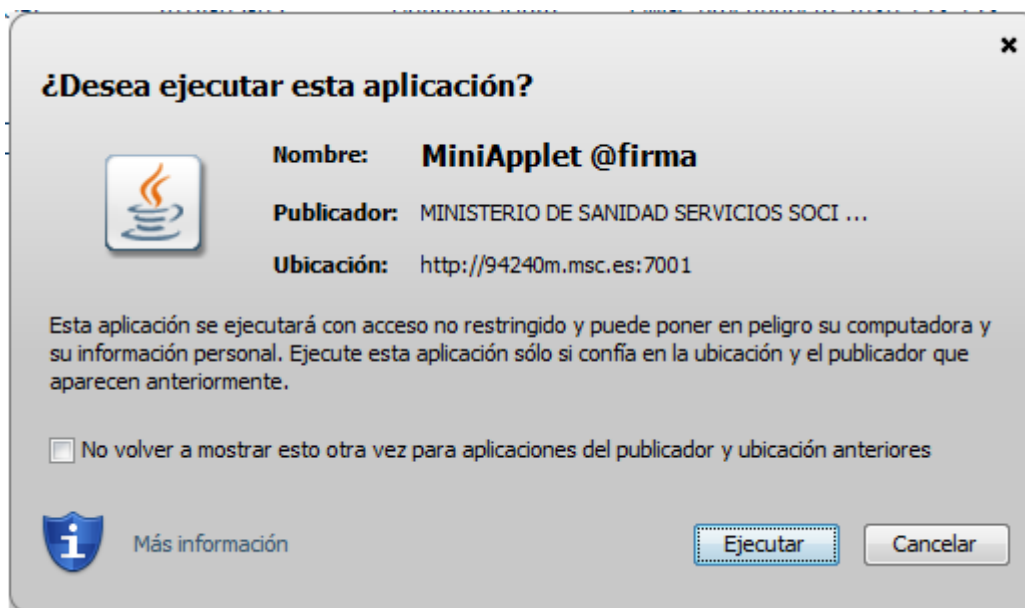 ¿Desea ejecutar esta aplicación?
Nombre: MiniApplet @firma
Publicador: MINISTERIO DE SANIDAD SERVICIOS SOCI ...
Ubicación: http://94240m.msc.es:7001
Esta aplicación se ejecutará con acceso no restringido y puede poner en peligro su computadora y
su información personal. Ejecute esta aplicación sólo si confía en la ubicación y el publicador que
aparecen anteriormente.
No volver a mostrar esto otra vez para aplicaciones del publicador y ubicación anteriores
Más información
Ejecutar
Cancelar